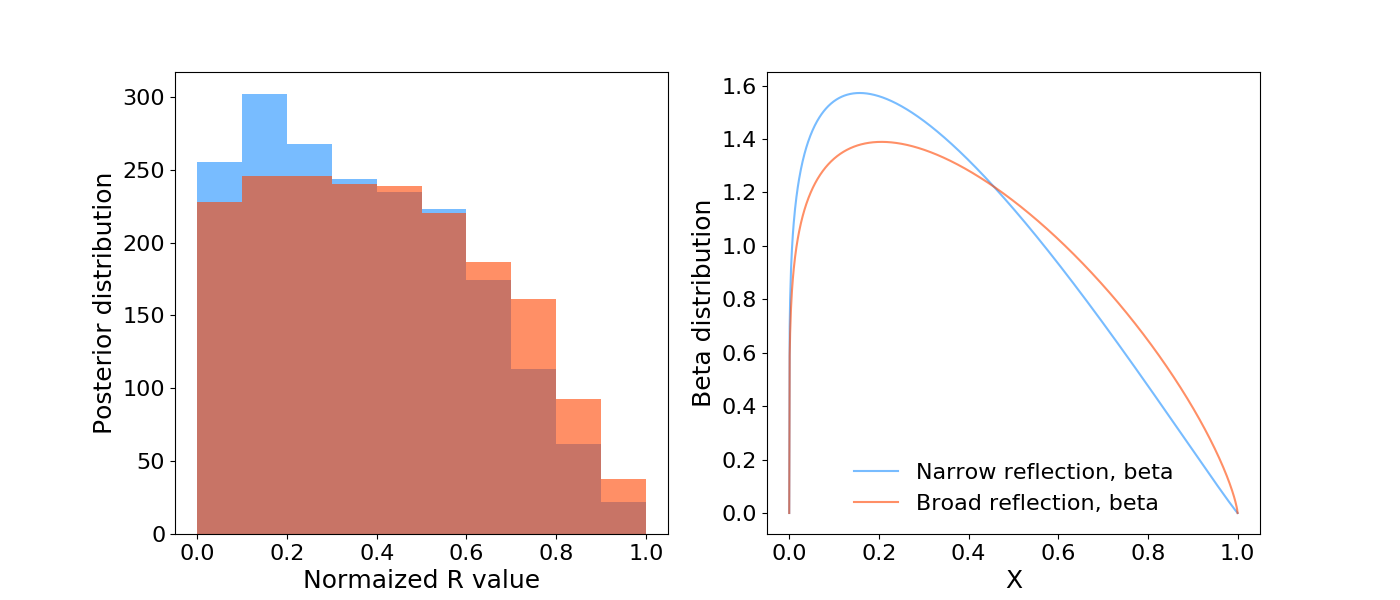 Posterior distribution
300
250
200
150
100
50
0
0.0 0.2 0.4 0.6 0.8 1.0
Normaized R value
Beta distribution
1.6
1.4
1.2
1.0
0.8
0.6
0.4
0.2
0.0
Narrow reflection, beta
Broad reflection, beta
0.0 0.2 0.4 0.6 0.8 1.0
X